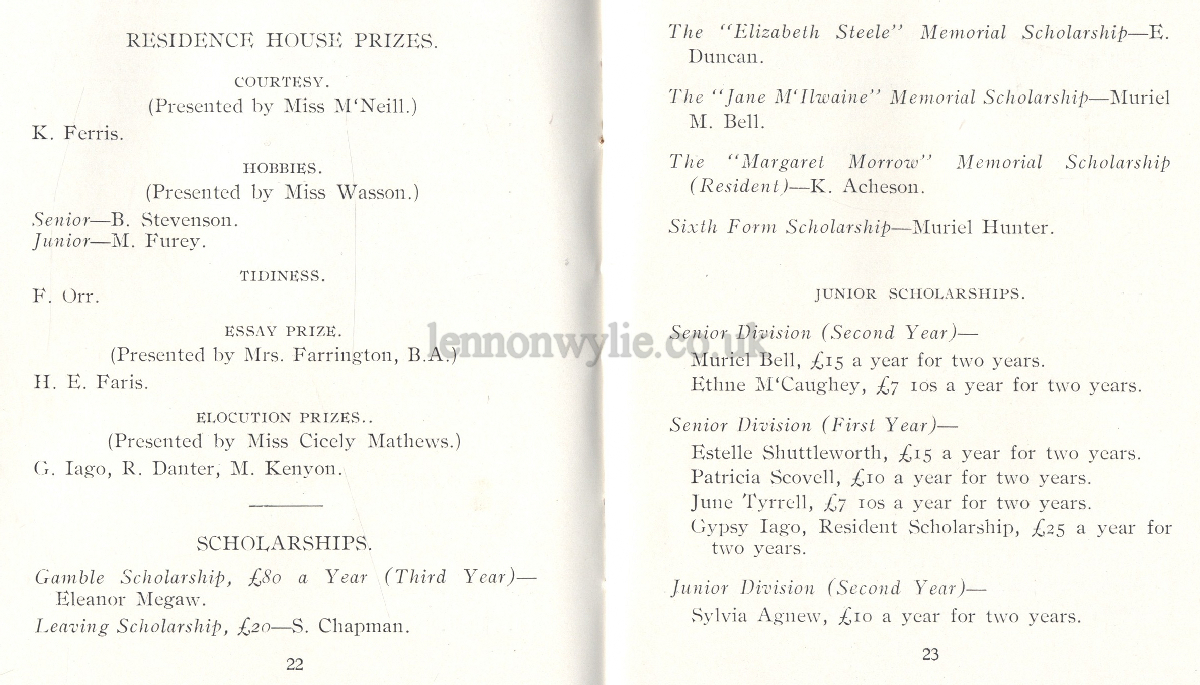 RESIDENCE HOUSE PRIZES.
COURTESY.
(Presented by Miss M‘Neill.)
K. Ferris.
HOBBIES.
(Presented by Miss Wasson.)
Senior—B. Stevenson.
Junior—M. Furey.
TIDINESS.
F. Orr.
ESSAY PRIZE.
(Presented by Mrs. Farrington, B.A.)
H. E. Faris.
ELOCUTION PRIZES..
(Presented by Miss Cicely Mathews.)
G. Iago, R. Danter, M. Kenyon.
SCHOLARSHIPS.
Gamble Scholarship, £80 a Year (Third Year)—
Eleanor Megaw.
Leaving Scholarship, £20—S. Chapman.
22
The “Elizabeth Steele” Memorial Scholarship—E.
Duncan.
The “Jane M‘Ilwaine” Memorial Scholarship—Muriel
M. Bell.
The “Margaret Morrow” Memorial Scholarship
(Resident)—K. Acheson.
Sixth Form Scholarship—Muriel Hunter.
JUNIOR SCHOLARSHIPS.
Senior Division (Second Year)—
Muriel Bell, £15 a year for two years.
Ethne M‘Caughey, £7 10s a year for two years.
Senior Division (First Year)—
Estelle Shuttleworth, £15 a year for two years.
Patricia Scovell, £10 a year for two years.
June Tyrrell, £7 10s a year for two years.
Gypsy Iago, Resident Scholarship, £25 a year for
two years.
Junior Division (Second Year)—
Sylvia Agnew, £10 a year for two years.
23
lennonwylie.co.uk